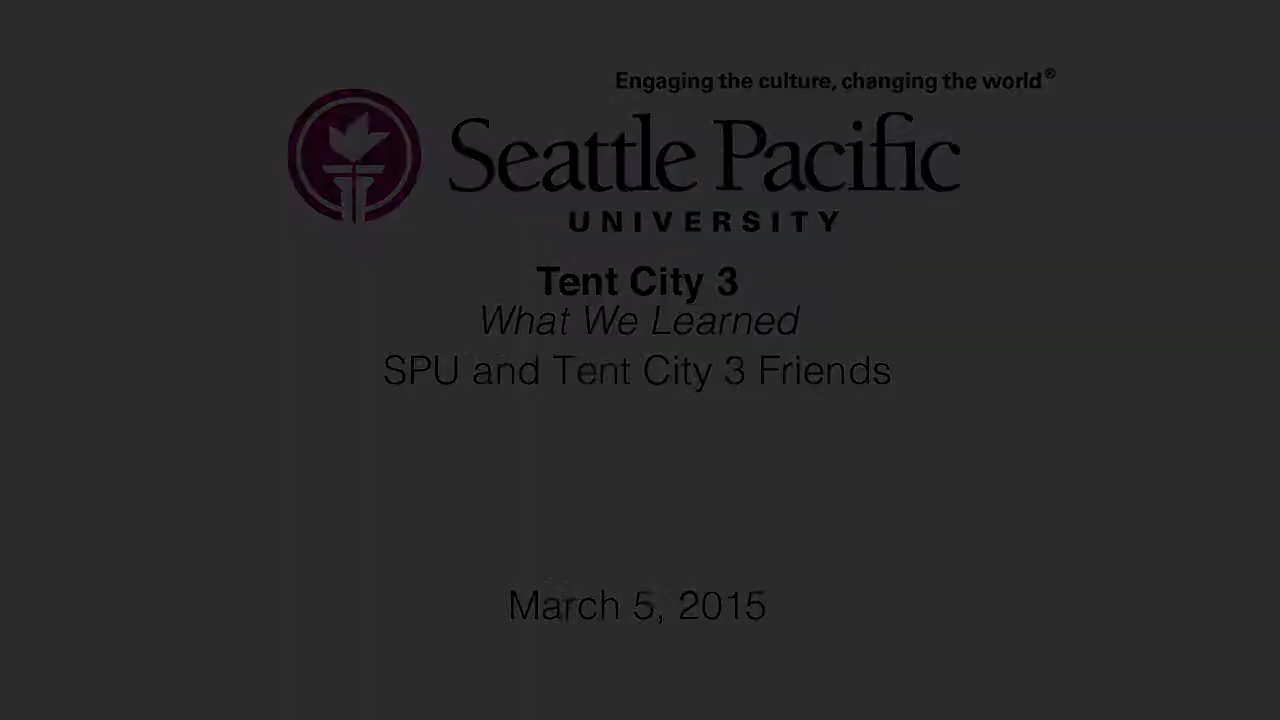 Engaging the culture, changing the world®
Seattle Pacific
UNIVERSITY
Tent City 3
What We Learned
SPU and Tent City 3 Friends
March 5, 2015